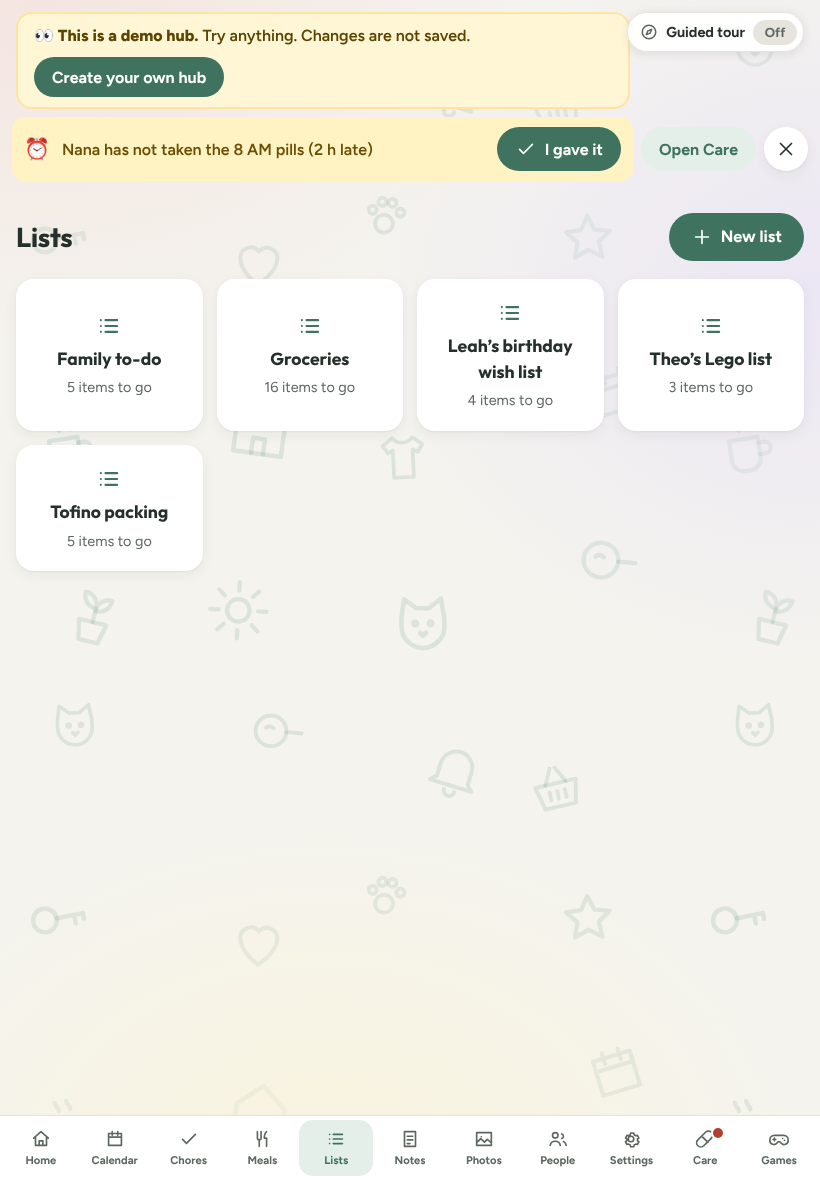 👀 This is a demo hub. Try anything. Changes are not saved.
Guided tour Off
Create your own hub
⏰ Nana has not taken the 8 AM pills (2 h late)
I gave it
Open Care
Lists
New list
Family to-do
5 items to go
Groceries
16 items to go
Leah’s birthday
wish list
4 items to go
Theo’s Lego list
3 items to go
Tofino packing
5 items to go
Home
Calendar
Chores
Meals
Lists
Notes
Photos
People
Settings
Care
Games